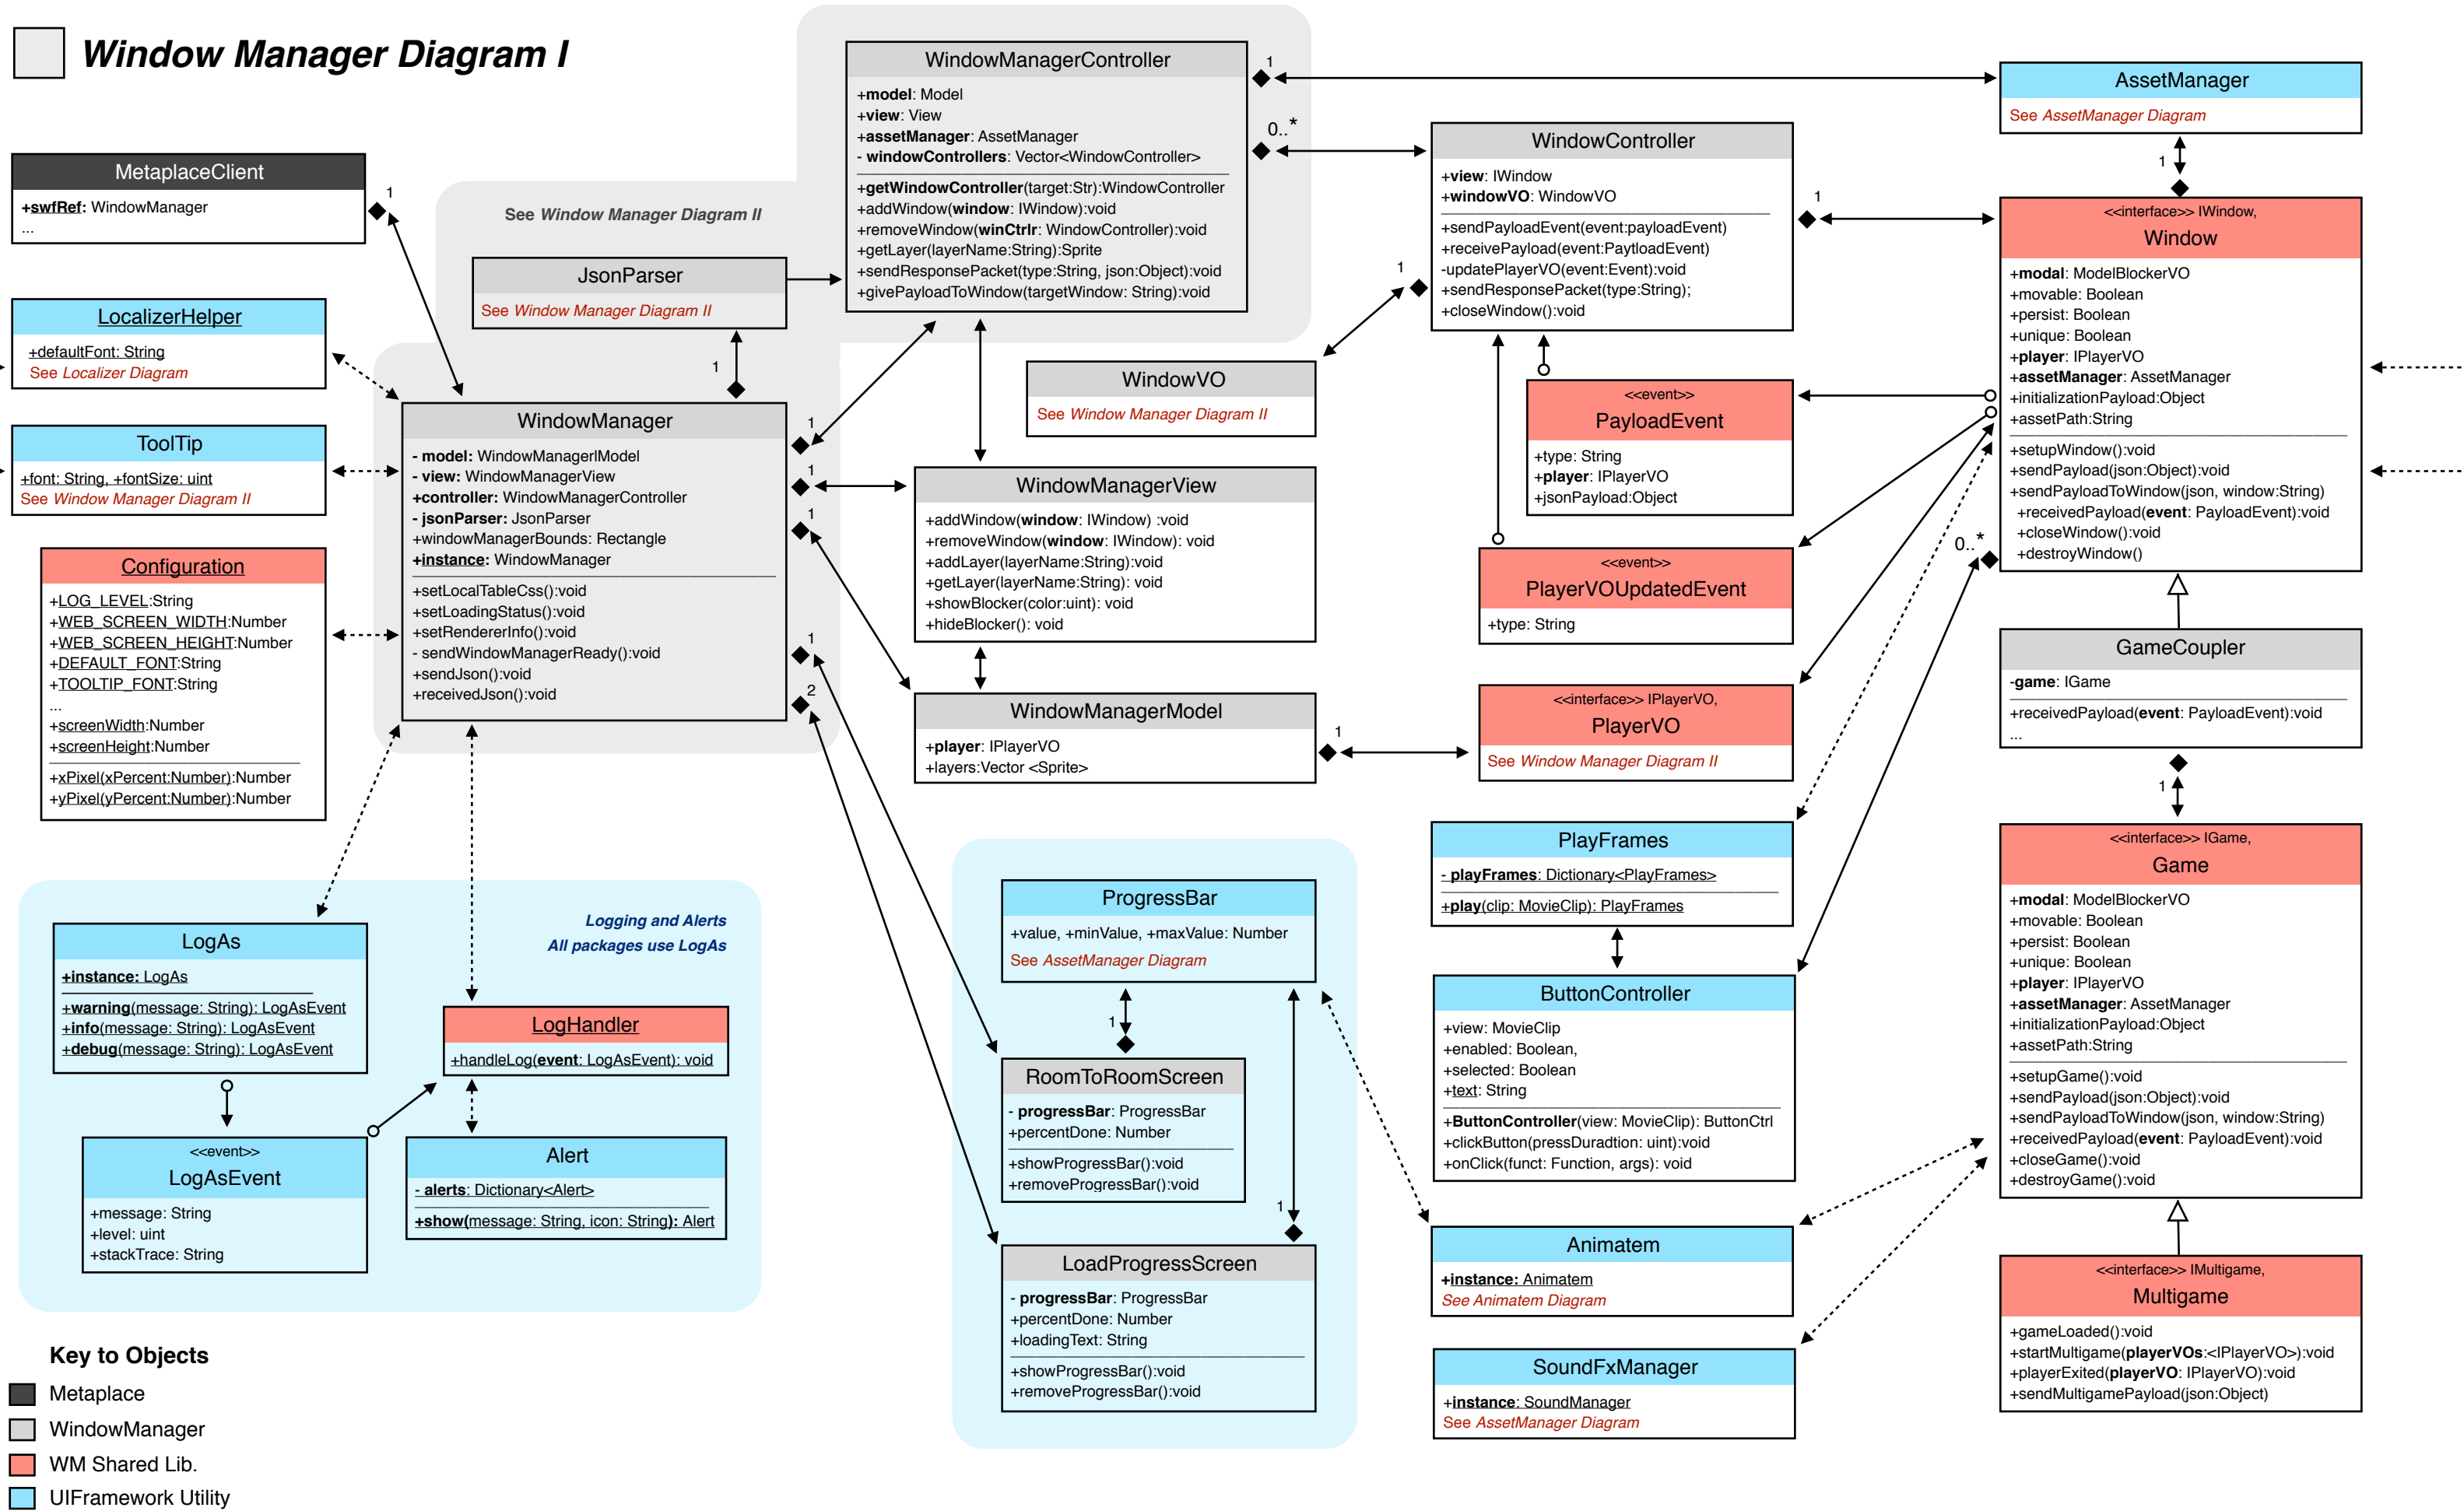 Window Manager Diagram I
MetaplaceClient
+swfRef: WindowManager
...
1
LocalizerHelper
+defaultFont: String
See Localizer Diagram
ToolTip
+font: String, +fontSize: uint
See Window Manager Diagram II
Configuration
+LOG_LEVEL:String
+WEB_SCREEN_WIDTH:Number
+WEB_SCREEN_HEIGHT:Number
+DEFAULT_FONT:String
+TOOLTIP_FONT:String
...
+screenWidth:Number
+screenHeight:Number
+xPixel(xPercent:Number):Number
+yPixel(yPercent:Number):Number
See Window Manager Diagram II
JsonParser
See Window Manager Diagram II
1
WindowManager
- model: WindowManagerlModel
- view: WindowManagerView
+controller: WindowManagerController
- jsonParser: JsonParser
+windowManagerBounds: Rectangle
+instance: WindowManager
+setLocalTableCss():void
+setLoadingStatus():void
+setRendererInfo():void
- sendWindowManagerReady():void
+sendJson():void
+receivedJson():void
1
1
1
1
2
WindowManagerController
+model: Model
+view: View
+assetManager: AssetManager
- windowControllers: Vector<WindowController>
+getWindowController(target:Str):WindowController
+addWindow(window: IWindow):void
+removeWindow(winCtrlr: WindowController):void
+getLayer(layerName:String):Sprite
+sendResponsePacket(type:String, json:Object):void
+givePayloadToWindow(targetWindow: String):void
1
0..*
WindowVO
See Window Manager Diagram II
1
WindowManagerView
+addWindow(window: IWindow) :void
+removeWindow(window: IWindow): void
+addLayer(layerName:String):void
+getLayer(layerName:String): void
+showBlocker(color:uint): void
+hideBlocker(): void
WindowManagerModel
+player: IPlayerVO
+layers:Vector <Sprite>
1
WindowController
+view: IWindow
+windowVO: WindowVO
+sendPayloadEvent(event:payloadEvent)
+receivePayload(event:PaytloadEvent)
-updatePlayerVO(event:Event):void
+sendResponsePacket(type:String);
+closeWindow():void
1
<<event>>
PayloadEvent
+type: String
+player: IPlayerVO
+jsonPayload:Object
<<event>>
PlayerVOUpdatedEvent
+type: String
<<interface>> IPlayerVO,
PlayerVO
See Window Manager Diagram II
PlayFrames
- playFrames: Dictionary<PlayFrames>
+play(clip: MovieClip): PlayFrames
ButtonController
+view: MovieClip
+enabled: Boolean,
+selected: Boolean
+text: String
+ButtonController(view: MovieClip): ButtonCtrl
+clickButton(pressDuradtion: uint):void
+onClick(funct: Function, args): void
Animatem
+instance: Animatem
See Animatem Diagram
SoundFxManager
+instance: SoundManager
See AssetManager Diagram
AssetManager
See AssetManager Diagram
1
<<interface>> IWindow,
Window
+modal: ModelBlockerVO
+movable: Boolean
+persist: Boolean
+unique: Boolean
+player: IPlayerVO
+assetManager: AssetManager
+initializationPayload:Object
+assetPath:String
+setupWindow():void
+sendPayload(json:Object):void
+sendPayloadToWindow(json, window:String)
+receivedPayload(event: PayloadEvent):void
+closeWindow():void
+destroyWindow()
0..*
GameCoupler
-game: IGame
+receivedPayload(event: PayloadEvent):void
...
1
<<interface>> IGame,
Game
+modal: ModelBlockerVO
+movable: Boolean
+persist: Boolean
+unique: Boolean
+player: IPlayerVO
+assetManager: AssetManager
+initializationPayload:Object
+assetPath:String
+setupGame():void
+sendPayload(json:Object):void
+sendPayloadToWindow(json, window:String)
+receivedPayload(event: PayloadEvent):void
+closeGame():void
+destroyGame():void
<<interface>> IMultigame,
Multigame
+gameLoaded():void
+startMultigame(playerVOs:<IPlayerVO>):void
+playerExited(playerVO: IPlayerVO):void
+sendMultigamePayload(json:Object)
Logging and Alerts
All packages use LogAs
LogAs
+instance: LogAs
+warning(message: String): LogAsEvent
+info(message: String): LogAsEvent
+debug(message: String): LogAsEvent
LogHandler
+handleLog(event: LogAsEvent): void
<<event>>
LogAsEvent
+message: String
+level: uint
+stackTrace: String
Alert
- alerts: Dictionary<Alert>
+show(message: String, icon: String): Alert
ProgressBar
+value, +minValue, +maxValue: Number
See AssetManager Diagram
1
RoomToRoomScreen
- progressBar: ProgressBar
+percentDone: Number
+showProgressBar():void
+removeProgressBar():void
1
LoadProgressScreen
- progressBar: ProgressBar
+percentDone: Number
+loadingText: String
+showProgressBar():void
+removeProgressBar():void
Key to Objects
Metaplace
WindowManager
WM Shared Lib.
UIFramework Utility